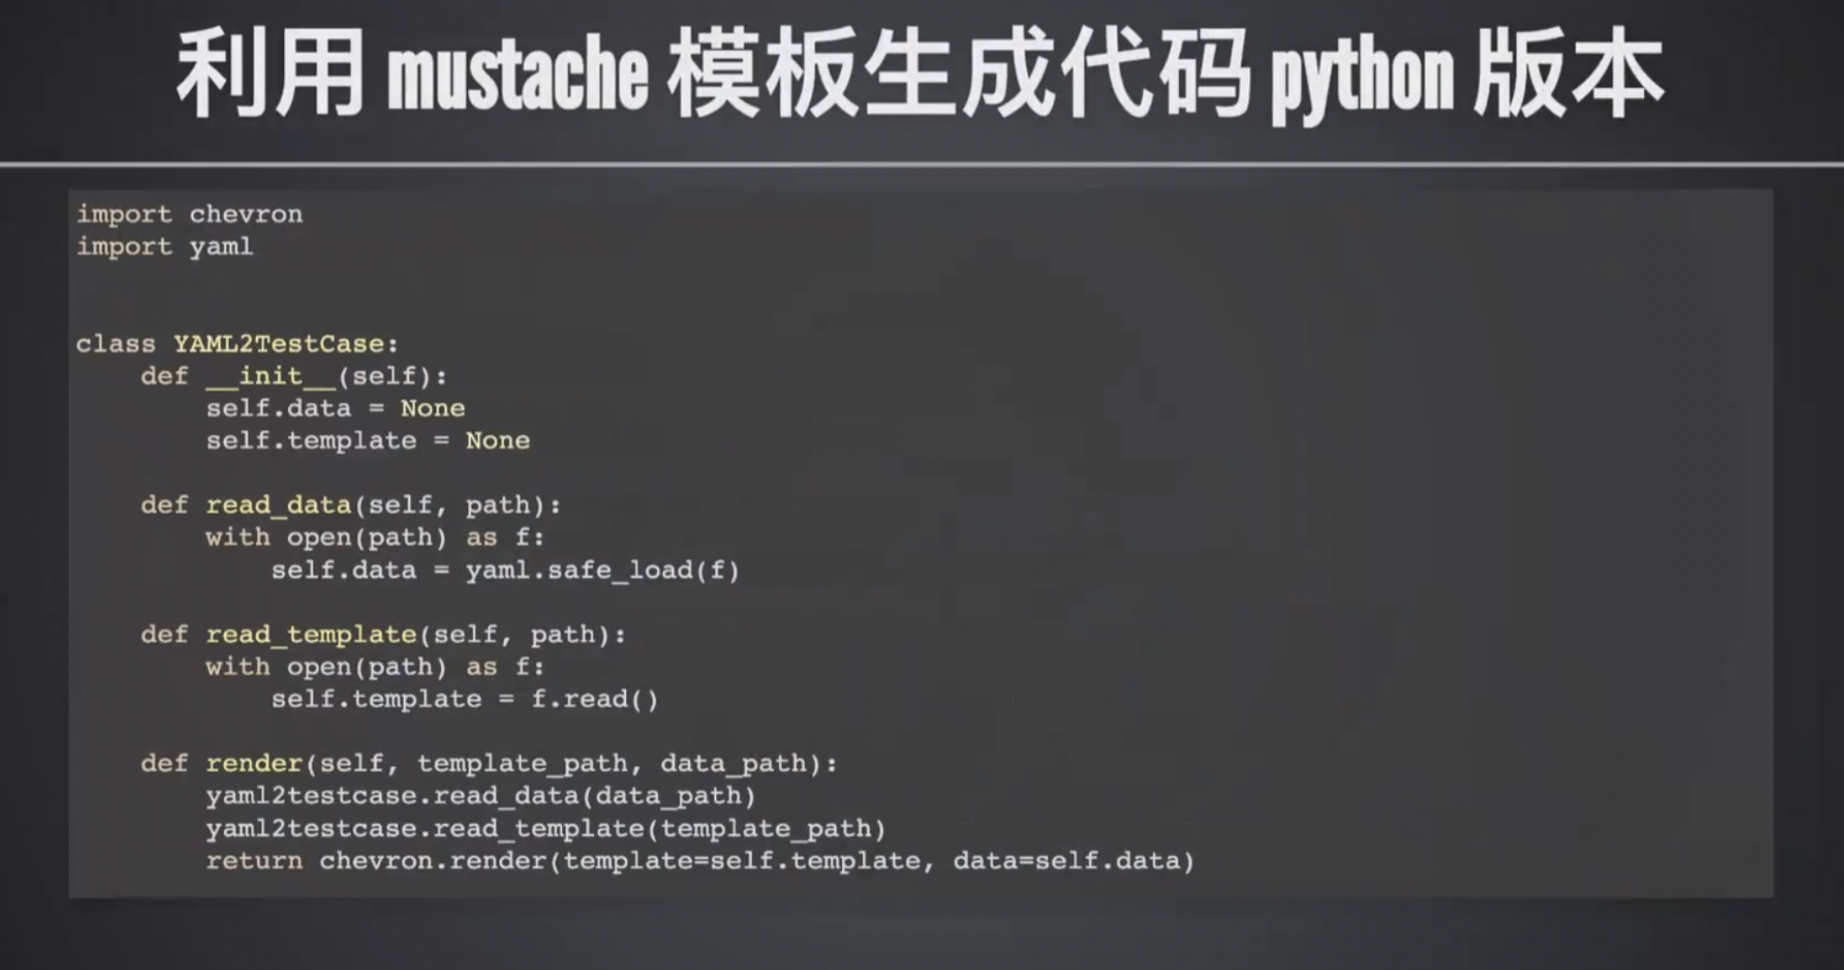 利用 mustache 模板生成代码 python 版本
import chevron
import yaml
class YAML2TestCase:
    def __init__(self):
        self.data = None
        self.template = None
    def read_data(self, path):
        with open(path) as f:
            self.data = yaml.safe_load(f)
    def read_template(self, path):
        with open(path) as f:
            self.template = f.read()
    def render(self, template_path, data_path):
        yaml2testcase.read_data(data_path)
        yaml2testcase.read_template(template_path)
        return chevron.render(template=self.template, data=self.data)